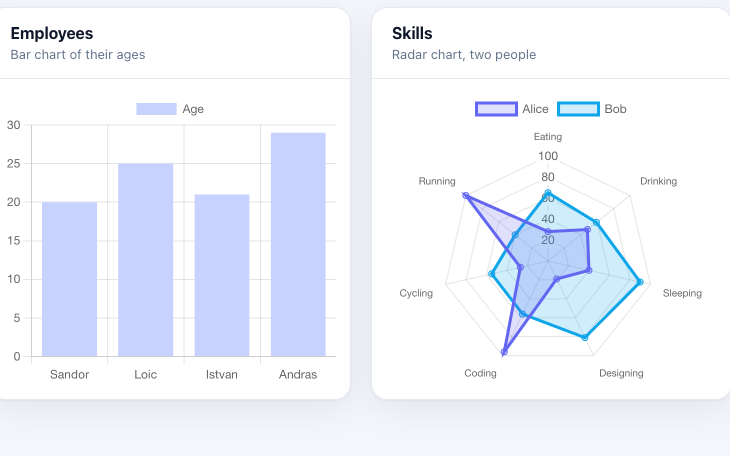 Employees
Bar chart of their ages
Age
30
25
20
15
10
5
0
Sandor Loic Istvan Andras
Skills
Radar chart, two people
Alice Bob
Eating
100
80
60
40
20
Running Drinking
Cycling Sleeping
Coding Designing